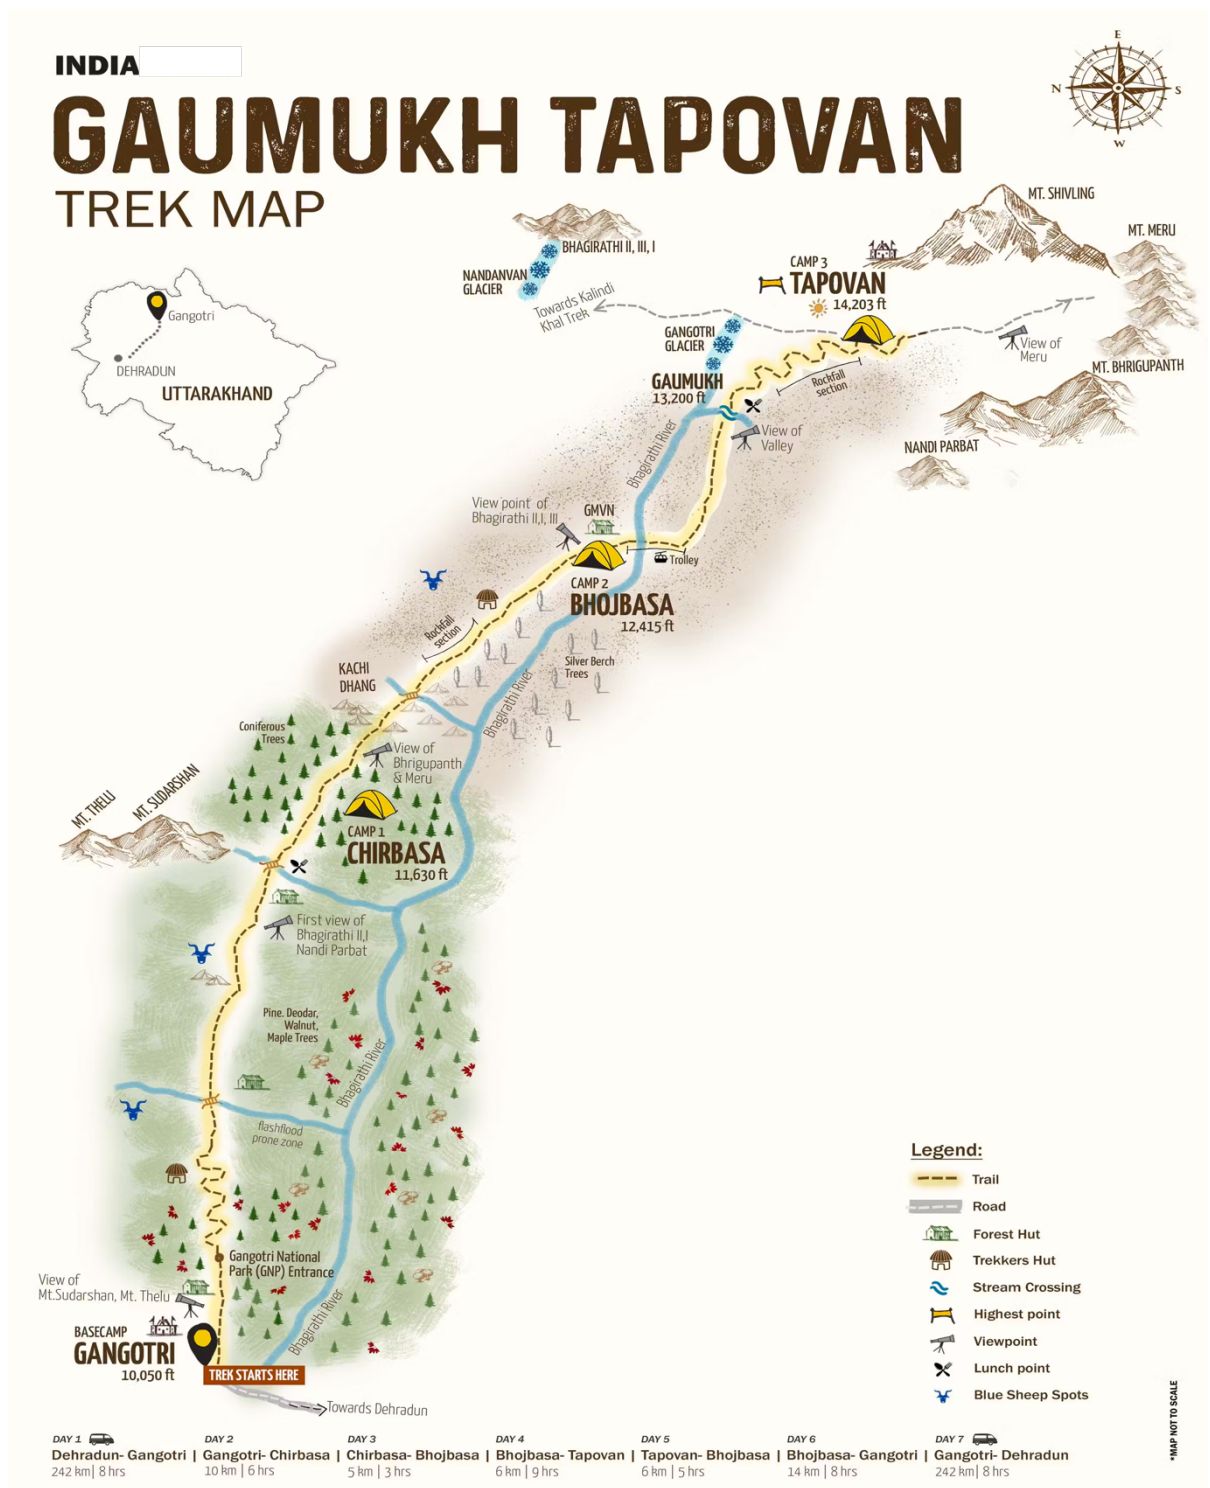 INDIA
GAUMUKH TAPOVAN
TREK MAP
E
N
S
W
MT. SHIVLING
MT. MERU
BHAGIRATHI II, III, I
NANDANVAN
GLACIER
CAMP 3
TAPOVAN
14,203 ft
Towards Kalindi
Khal Trek
Gangotri
DEHRADUN
UTTARAKHAND
GANGOTRI
GLACIER
View of
Meru
MT. BHRIGUPANTH
GAUMUKH
13,200 ft
Rockfall
section
View of
Valley
Bhagirathi River
NANDI PARBAT
View point of
Bhagirathi II,I, III
GMVN
Trolley
CAMP 2
BHOJBASA
12,415 ft
Rockfall
section
Silver Berch
Trees
KACHI
DHANG
Bhagirathi River
Coniferous
Trees
View of
Bhrigupanth
& Meru
MT. THELU
MT. SUDARSHAN
CAMP 1
CHIRBASA
11,630 ft
First view of
Bhagirathi II,I
Nandi Parbat
Pine. Deodar,
Walnut,
Maple Trees
Bhagirathi River
flashflood
prone zone
Gangotri National
Park (GNP) Entrance
View of
Mt.Sudarshan, Mt. Thelu
Bhagirathi River
BASECAMP
GANGOTRI
10,050 ft
TREK STARTS HERE
Towards Dehradun
Legend:
Trail
Road
Forest Hut
Trekkers Hut
Stream Crossing
Highest point
Viewpoint
Lunch point
Blue Sheep Spots
*MAP NOT TO SCALE
DAY 1
Dehradun- Gangotri |
242 km| 8 hrs
DAY 2
Gangotri- Chirbasa |
10 km | 6 hrs
DAY 3
Chirbasa- Bhojbasa |
5 km | 3 hrs
DAY 4
Bhojbasa- Tapovan |
6 km | 9 hrs
DAY 5
Tapovan- Bhojbasa |
6 km | 5 hrs
DAY 6
Bhojbasa- Gangotri |
14 km | 8 hrs
DAY 7
Gangotri- Dehradun
242 km| 8 hrs